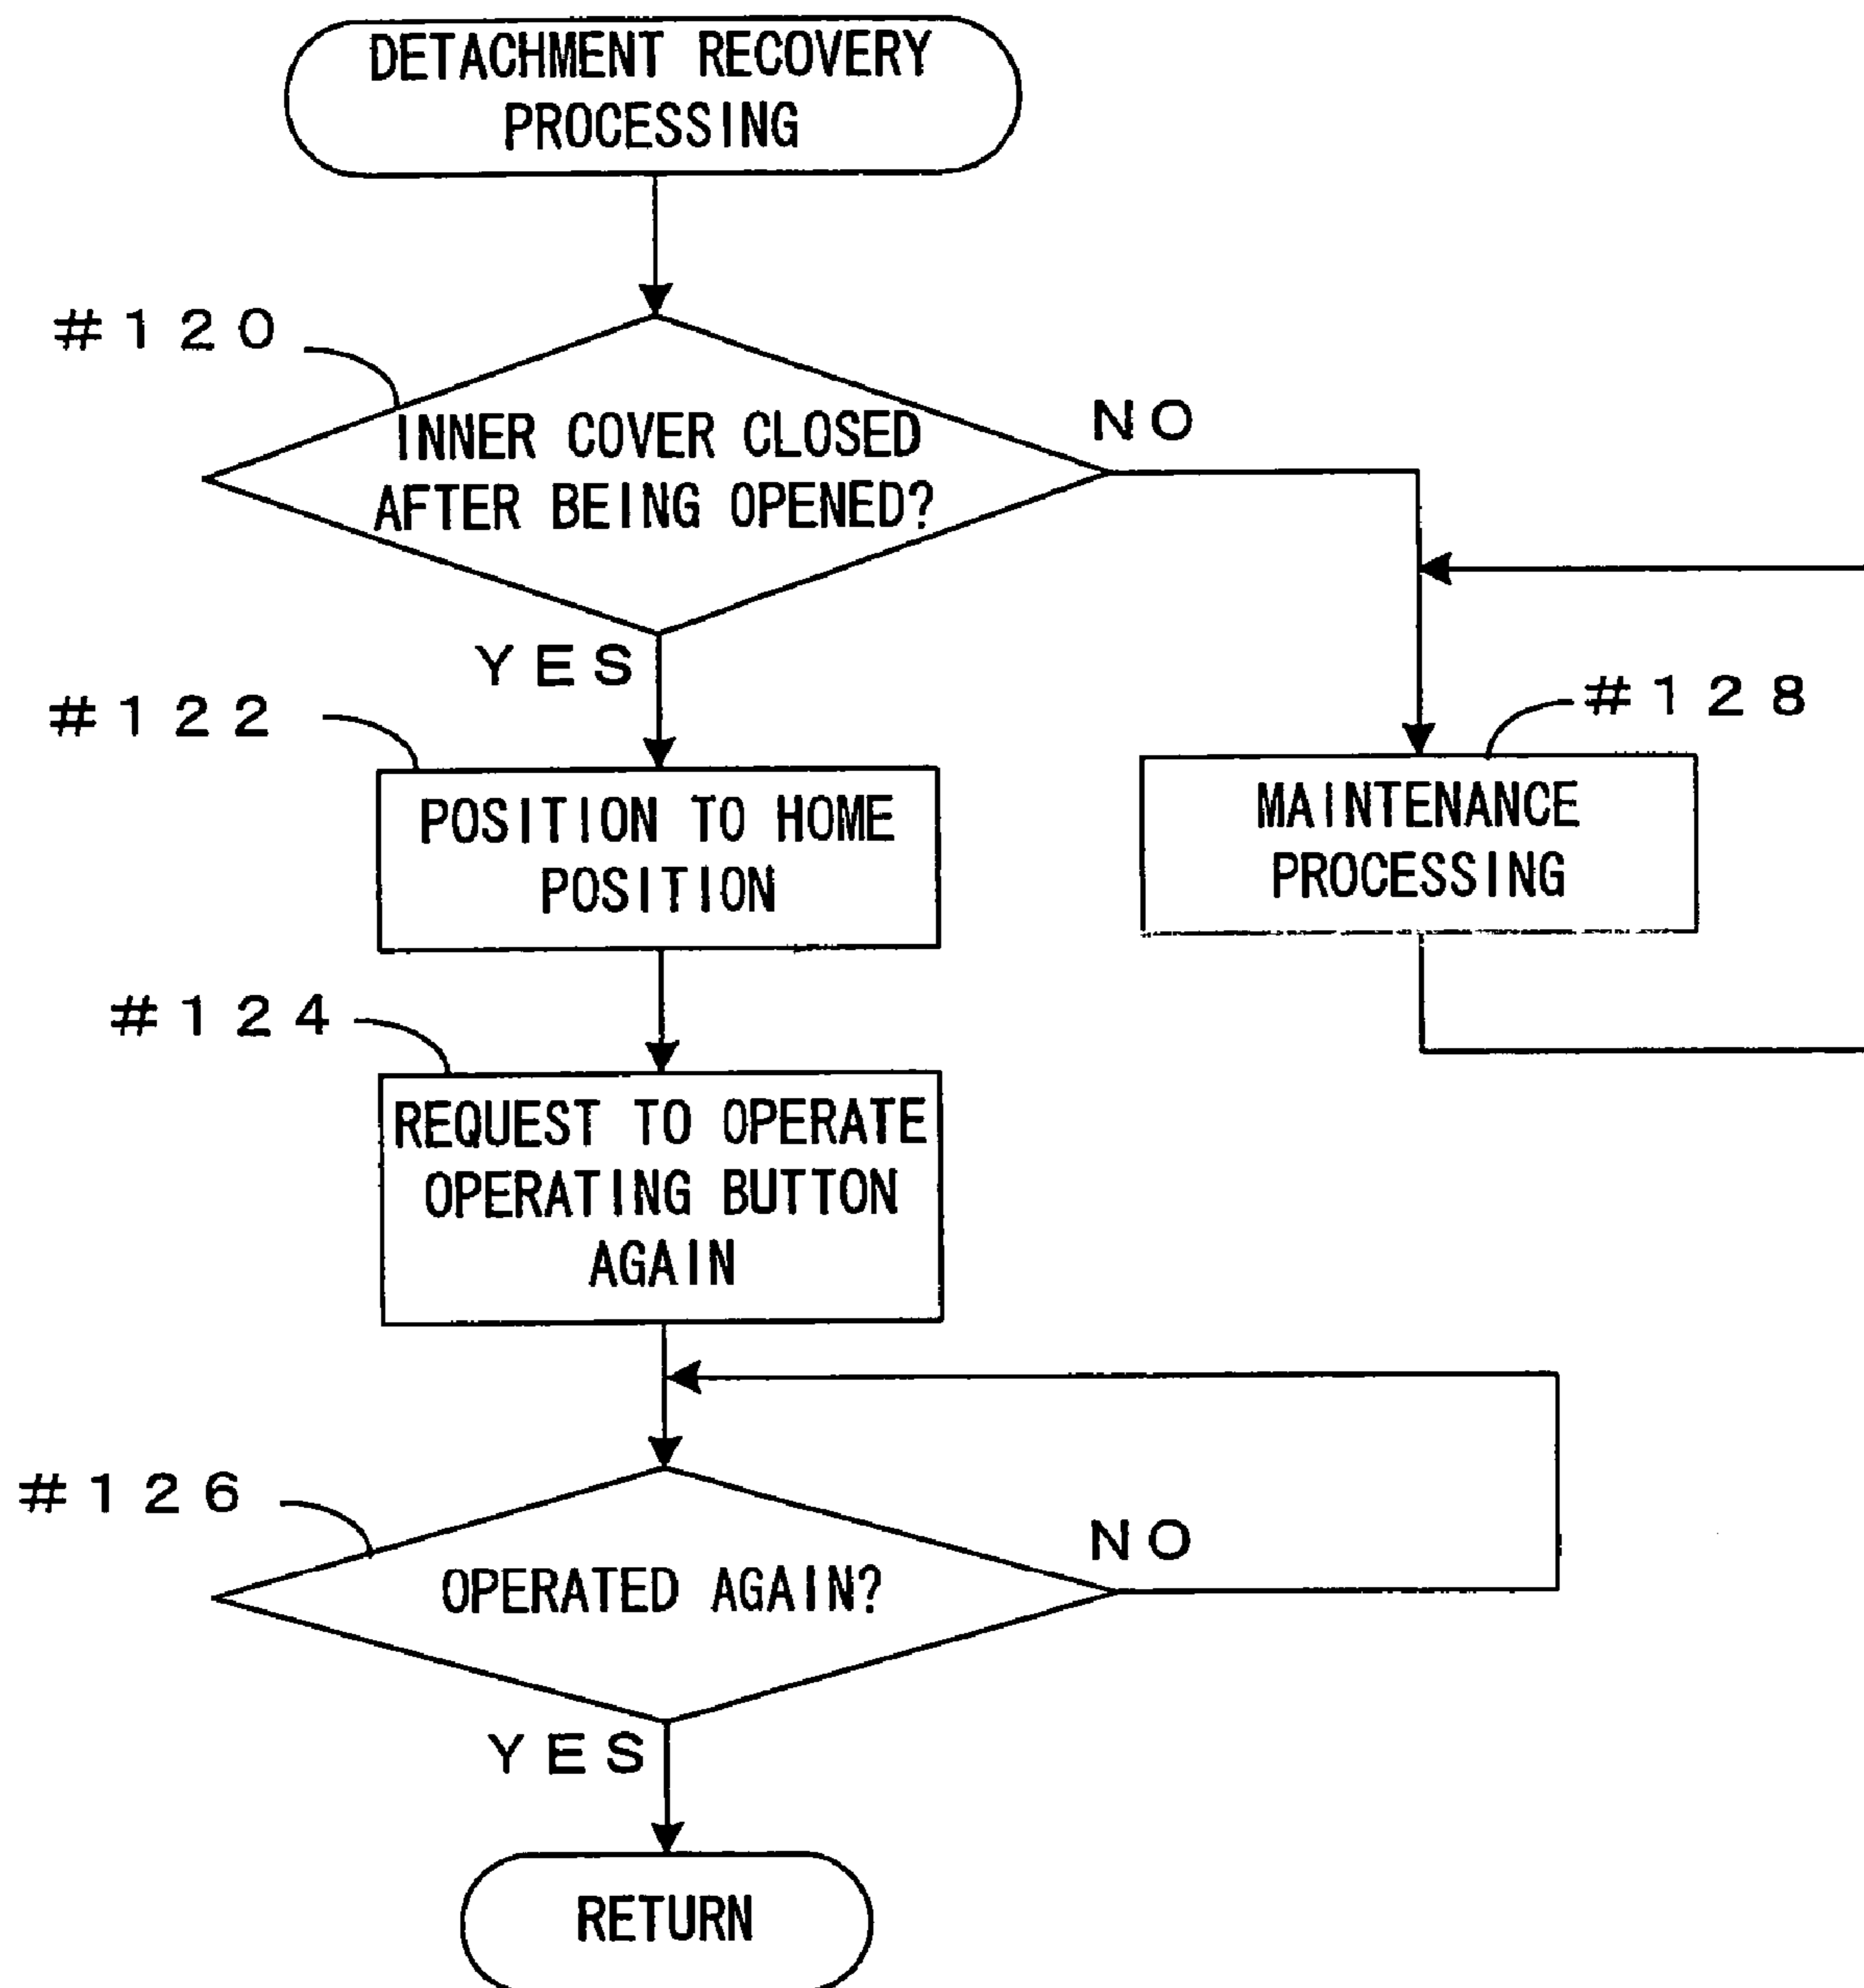 DETACHMENT RECOVERY
PROCESSING
#120
INNER COVER CLOSED
AFTER BEING OPENED?
NO
YES
#122
POSITION TO HOME
POSITION
#128
MAINTENANCE
PROCESSING
#124
REQUEST TO OPERATE
OPERATING BUTTON
AGAIN
#126
OPERATED AGAIN?
NO
YES
RETURN